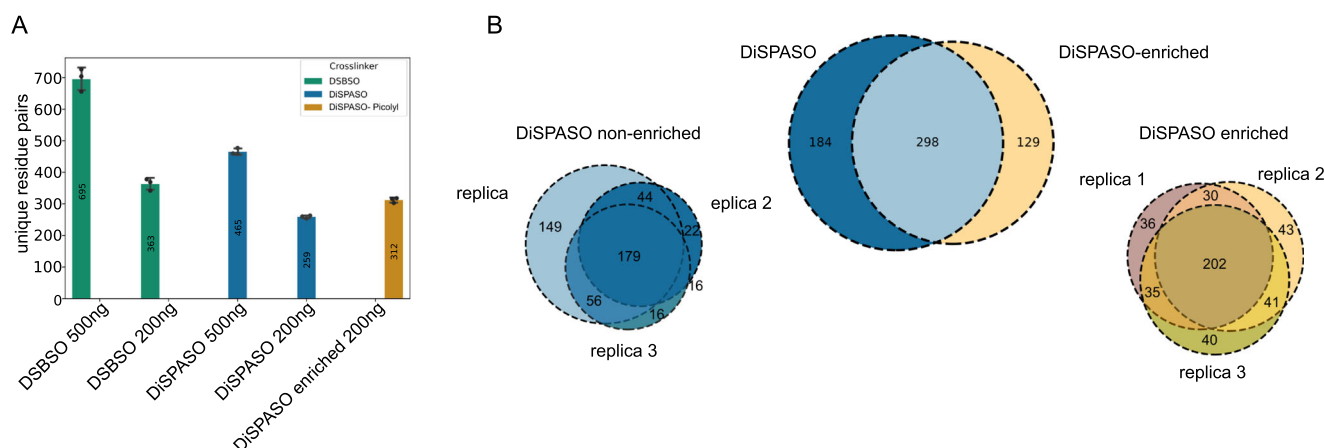 A
unique residue pairs
700
600
500
400
300
200
100
0
Crosslinker
DSBSO
DiSPASO
DiSPASO- Picolyl
695
363
465
259
312
DSBSO 500ng
DSBSO 200ng
DiSPASO 500ng
DiSPASO 200ng
DiSPASO enriched 200ng
B
DiSPASO non-enriched
replica
eplica 2
replica 3
149
44
22
179
56
16
16
DiSPASO
DiSPASO-enriched
184
298
129
DiSPASO enriched
replica 1
replica 2
30
36
43
202
35
41
40
replica 3